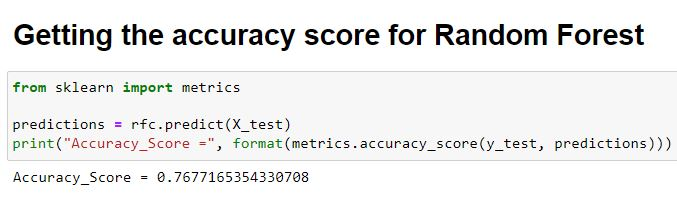 Getting the accuracy score for Random Forest
from sklearn import metrics
predictions = rfc.predict(X_test)
print("Accuracy_Score =", format(metrics.accuracy_score(y_test, predictions)))
Accuracy_Score = 0.7677165354330708